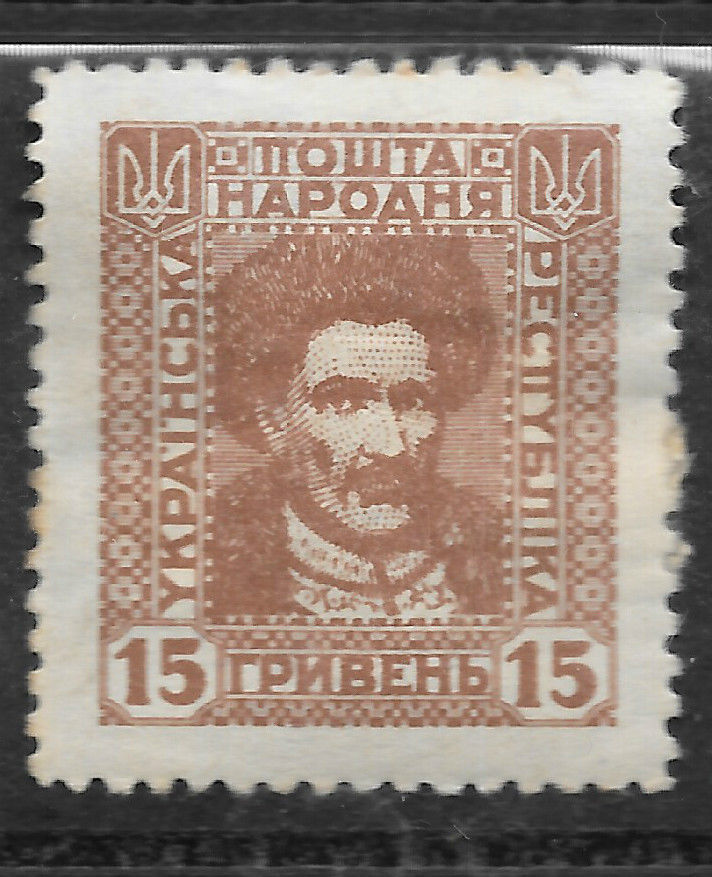 ПОШТА
УКРАЇНСЬКА
НАРОДНЯ
РЕСПУБЛІКА
15 ГРИВЕНЬ 15